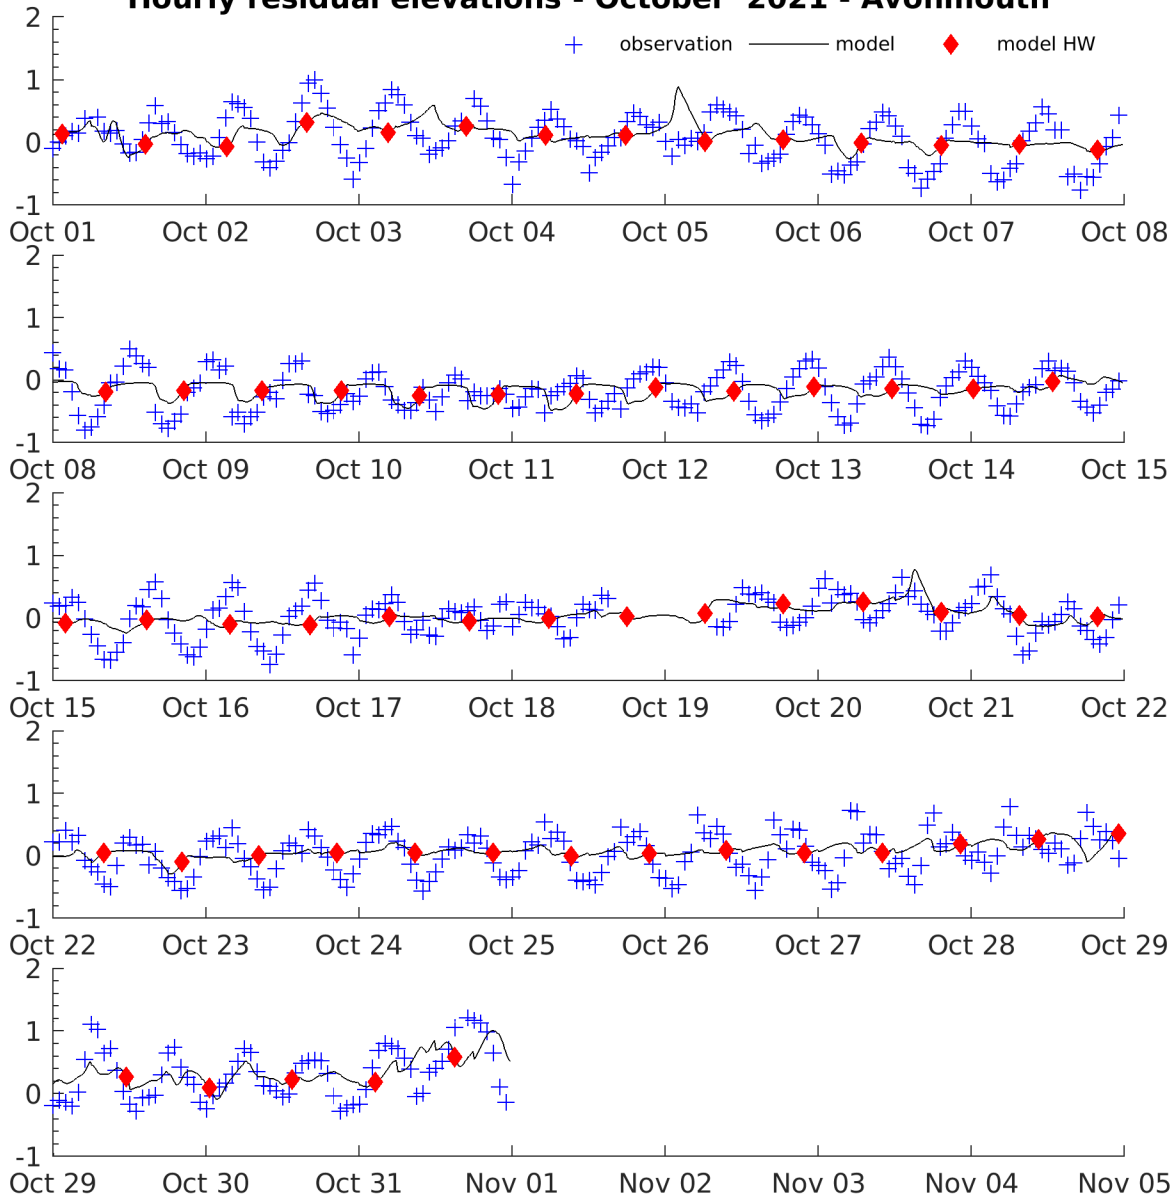 Hourly residual elevations - October 2021 - Avonmouth
observation model model HW
2
1
0
-1
Oct 01 Oct 02 Oct 03 Oct 04 Oct 05 Oct 06 Oct 07 Oct 08
2
1
0
-1
Oct 08 Oct 09 Oct 10 Oct 11 Oct 12 Oct 13 Oct 14 Oct 15
2
1
0
-1
Oct 15 Oct 16 Oct 17 Oct 18 Oct 19 Oct 20 Oct 21 Oct 22
2
1
0
-1
Oct 22 Oct 23 Oct 24 Oct 25 Oct 26 Oct 27 Oct 28 Oct 29
2
1
0
-1
Oct 29 Oct 30 Oct 31 Nov 01 Nov 02 Nov 03 Nov 04 Nov 05